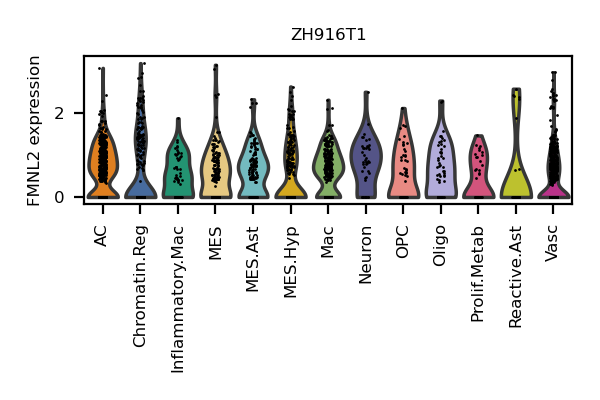 ZH916T1
FMNL2 expression
2
0
AC
Chromatin.Reg
Inflammatory.Mac
MES
MES.Ast
MES.Hyp
Mac
Neuron
OPC
Oligo
Prolif.Metab
Reactive.Ast
Vasc